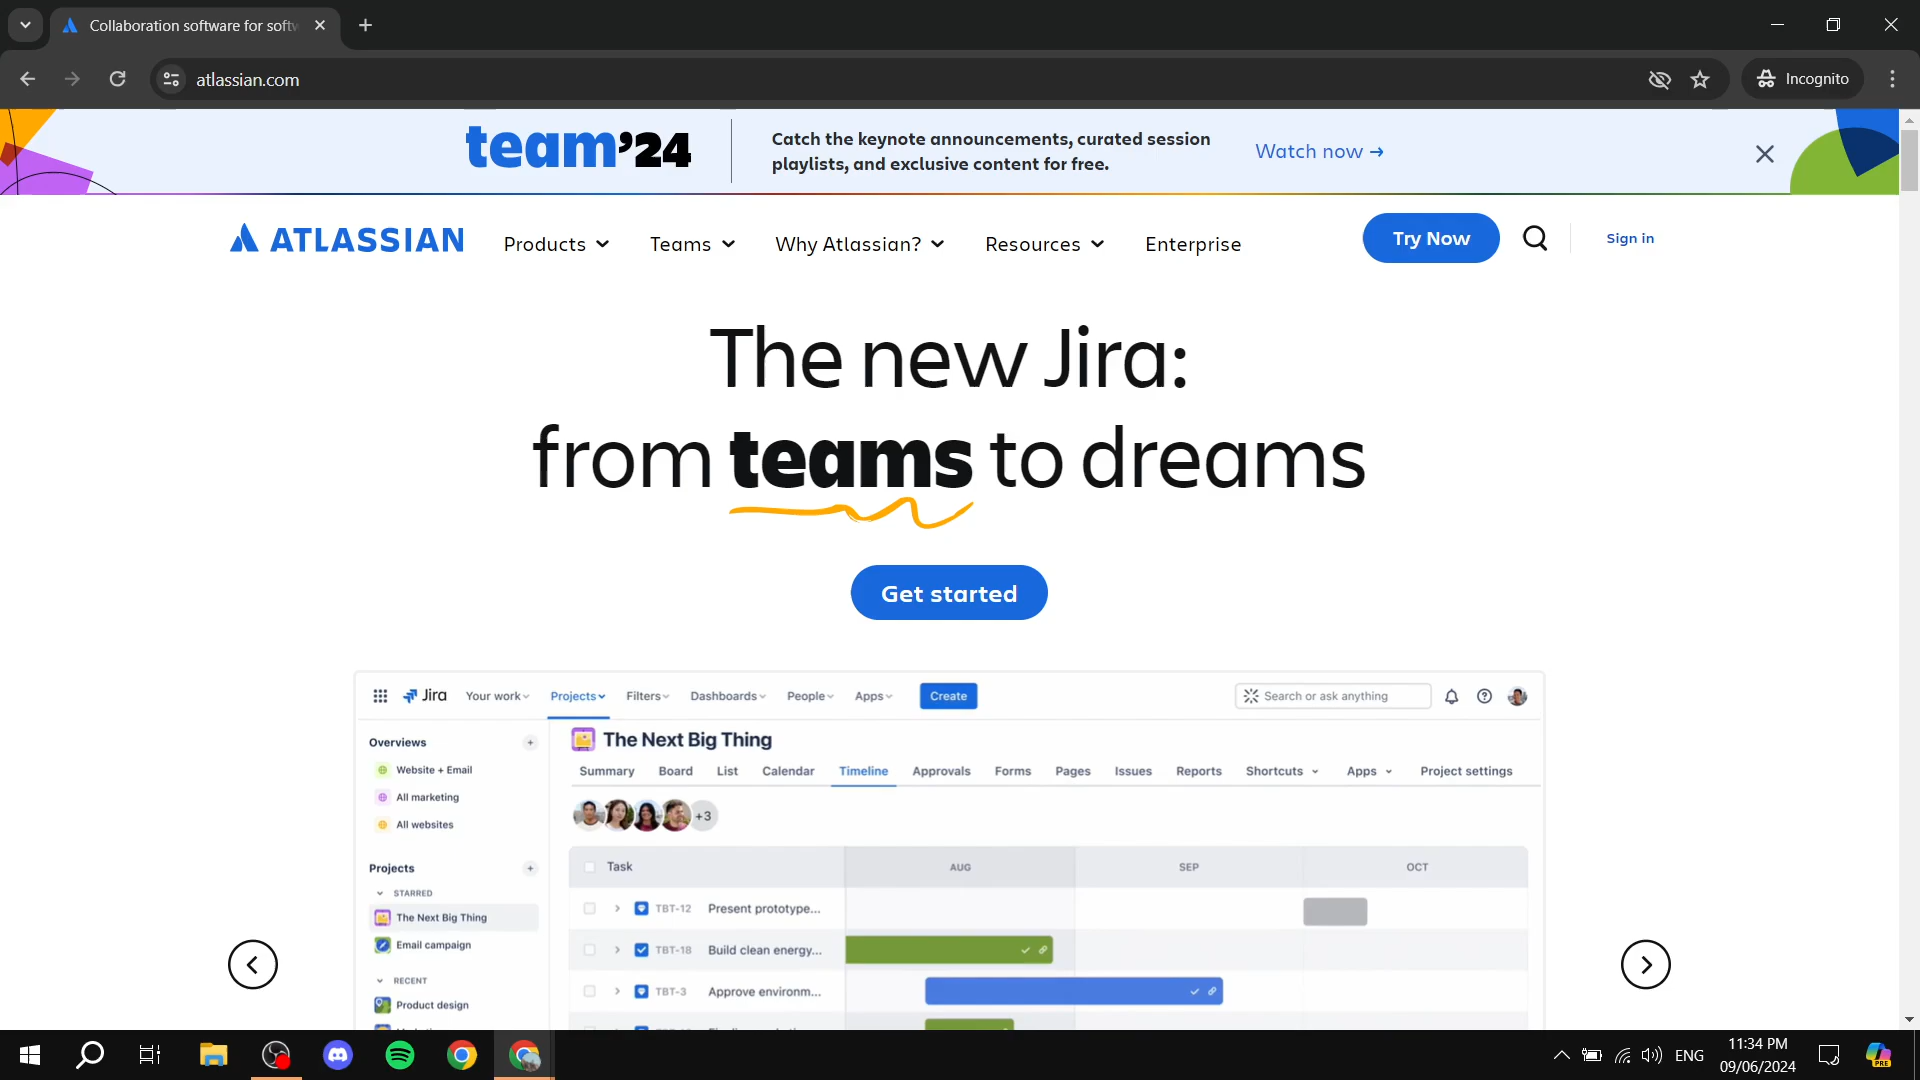 Collaboration software for softw
atlassian.com
Incognito
team'24
Catch the keynote announcements, curated session
playlists, and exclusive content for free.
Watch now →
ATLASSIAN
Products
Teams
Why Atlassian?
Resources
Enterprise
Try Now
Sign in
The new Jira:
from teams to dreams
Get started
Jira
Your work
Projects
Filters
Dashboards
People
Apps
Create
Search or ask anything
Overviews
Website + Email
All marketing
All websites
Projects
STARRED
The Next Big Thing
Email campaign
RECENT
Product design
The Next Big Thing
Summary
Board
List
Calendar
Timeline
Approvals
Forms
Pages
Issues
Reports
Shortcuts
Apps
Project settings
+3
Task
AUG
SEP
OCT
TBT-12 Present prototype...
TBT-18 Build clean energy...
TBT-3 Approve environm...
ENG
11:34 PM
09/06/2024
PRE